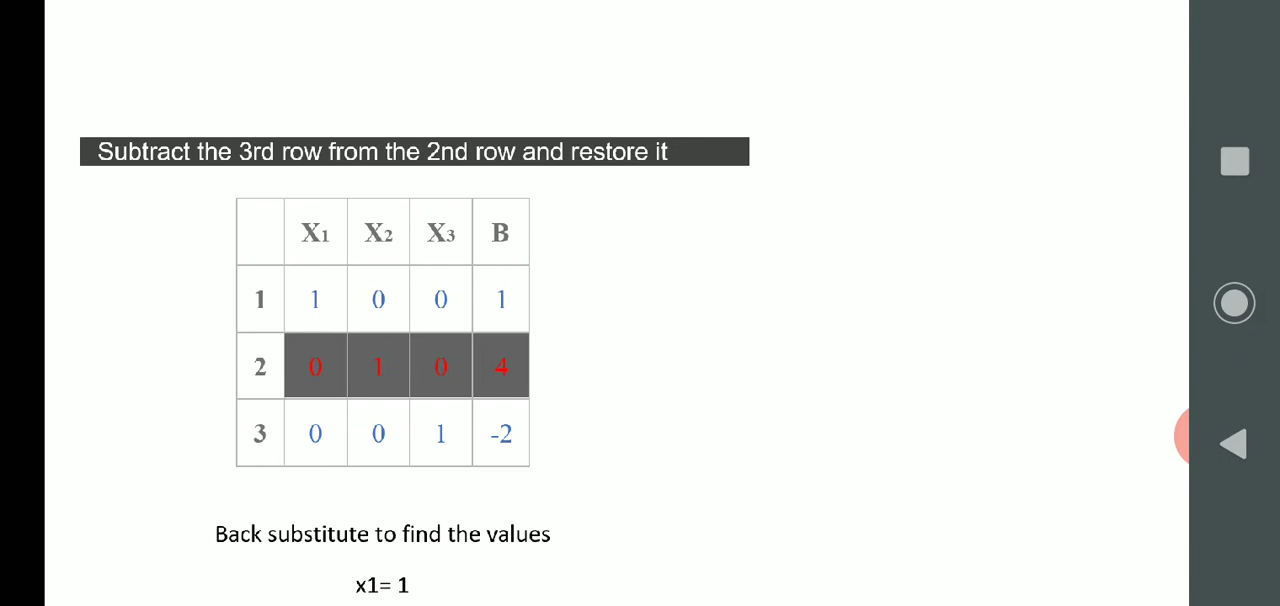 Subtract the 3rd row from the 2nd row and restore it
X1 X2 X3 B
1 1 0 0 1
2 0 1 0 4
3 0 0 1 -2
Back substitute to find the values
x1= 1